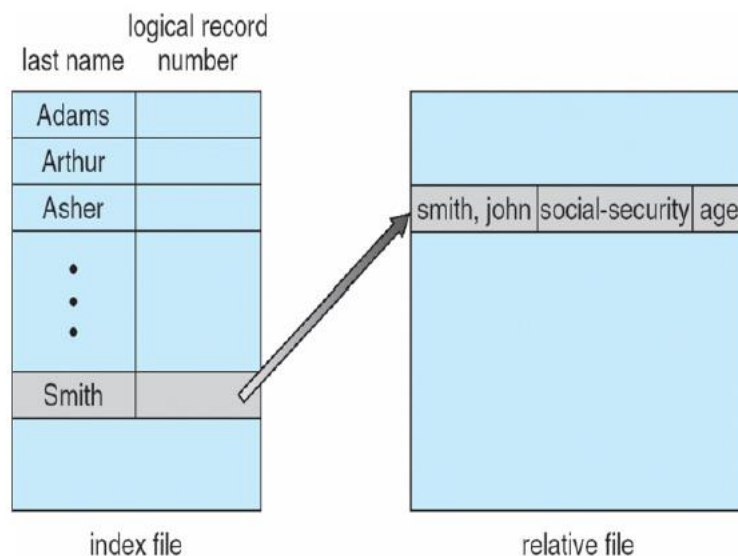 last name
logical record
number
Adams
Arthur
Asher
Smith
smith, john social-security age
index file
relative file